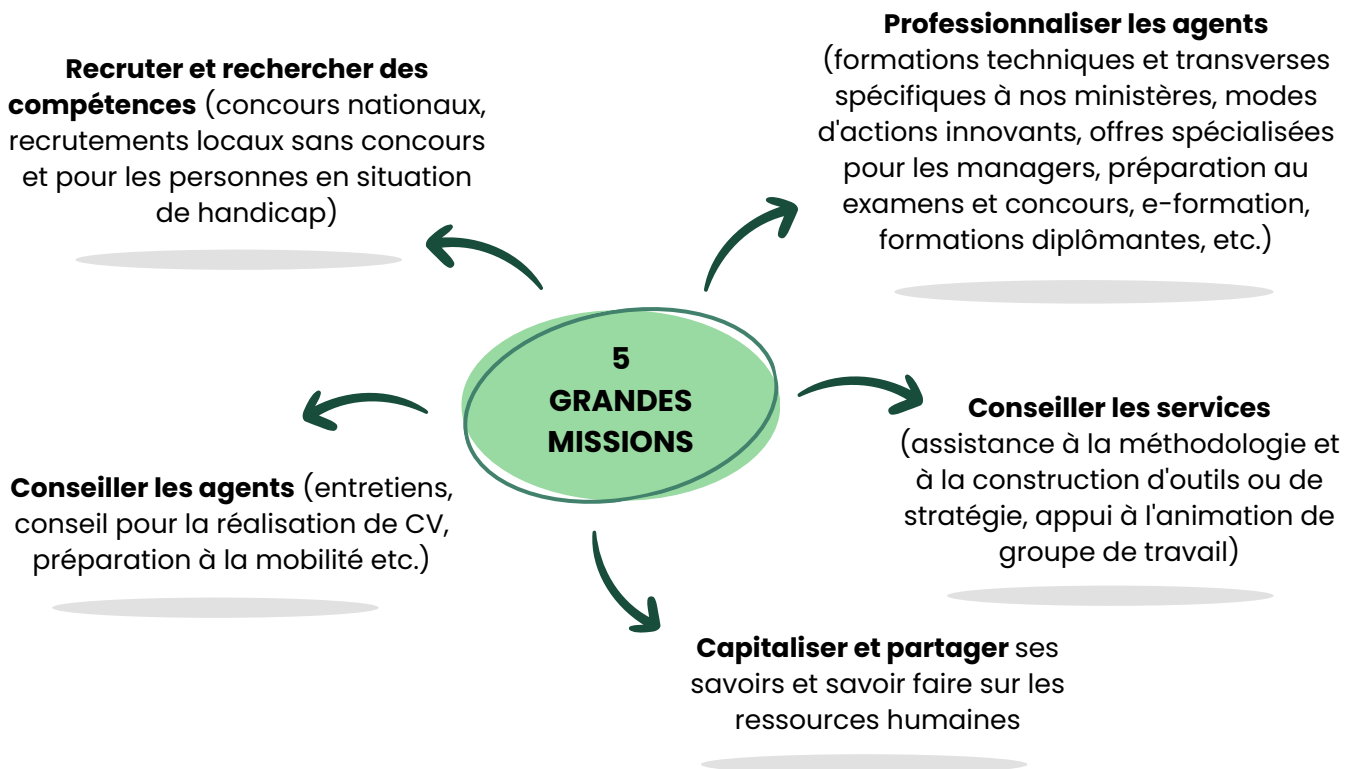 Recruter et rechercher des
compétences (concours nationaux,
recrutements locaux sans concours
et pour les personnes en situation
de handicap)
Professionnaliser les agents
(formations techniques et transverses
spécifiques à nos ministères, modes
d'actions innovants, offres spécialisées
pour les managers, préparation au
examens et concours, e-formation,
formations diplômantes, etc.)
5
GRANDES
MISSIONS
Conseiller les agents (entretiens,
conseil pour la réalisation de CV,
préparation à la mobilité etc.)
Conseiller les services
(assistance à la méthodologie et
à la construction d'outils ou de
stratégie, appui à l'animation de
groupe de travail)
Capitaliser et partager ses
savoirs et savoir faire sur les
ressources humaines